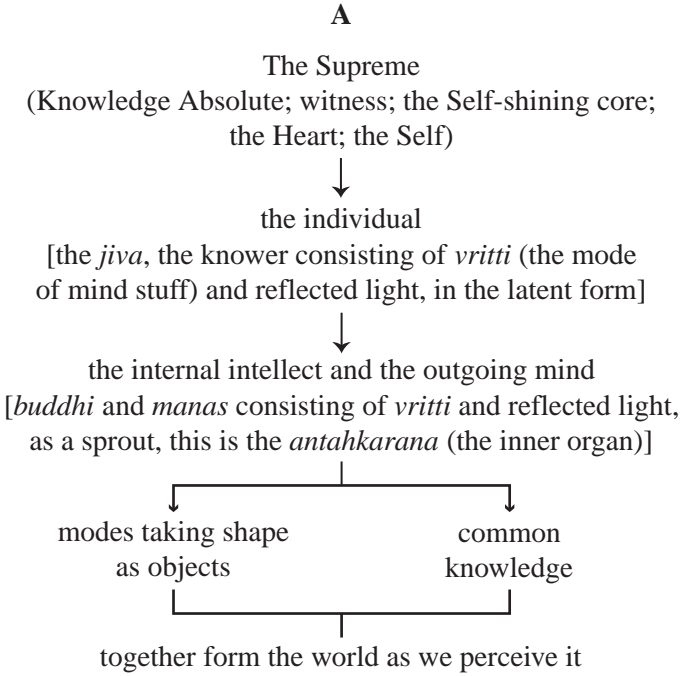 A
The Supreme
(Knowledge Absolute; witness; the Self-shining core;
the Heart; the Self)
the individual
[the jiva, the knower consisting of vritti (the mode
of mind stuff) and reflected light, in the latent form]
the internal intellect and the outgoing mind
[buddhi and manas consisting of vritti and reflected light,
as a sprout, this is the antahkarana (the inner organ)]
modes taking shape
as objects
common
knowledge
together form the world as we perceive it